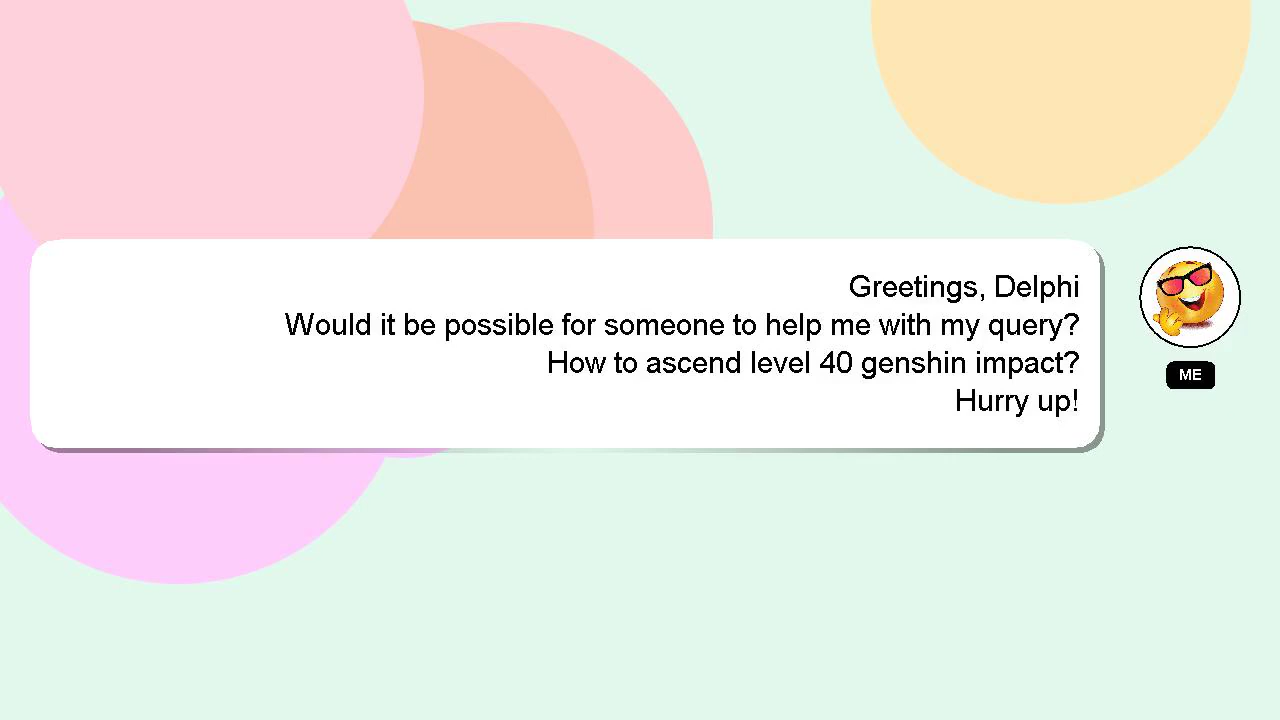 Greetings, Delphi
Would it be possible for someone to help me with my query?
How to ascend level 40 genshin impact?
Hurry up!
ME